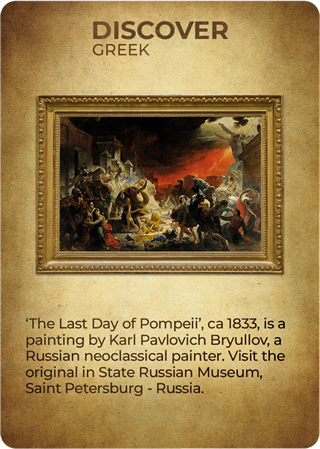 DISCOVER
GREEK
‘The Last Day of Pompeii’, ca 1833, is a
painting by Karl Pavlovich Bryullov, a
Russian neoclassical painter. Visit the
original in State Russian Museum,
Saint Petersburg - Russia.